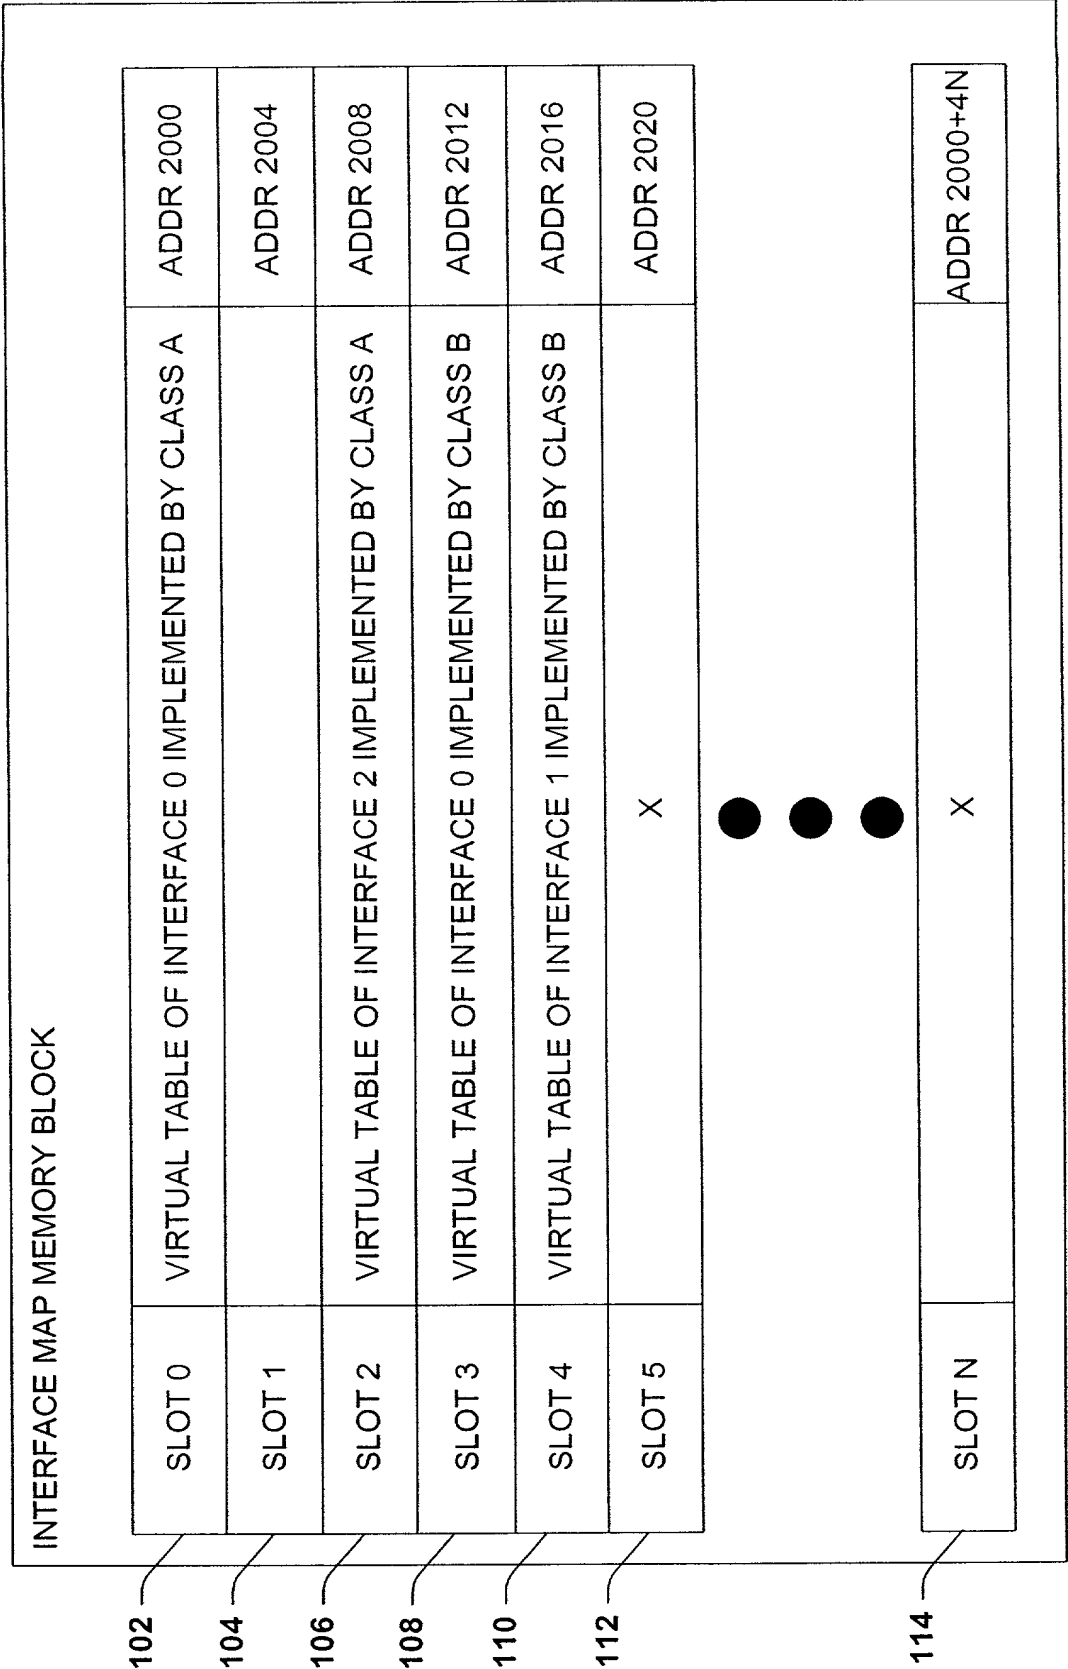 INTERFACE MAP MEMORY BLOCK
102 SLOT 0 VIRTUAL TABLE OF INTERFACE 0 IMPLEMENTED BY CLASS A ADDR 2000
104 SLOT 1 ADDR 2004
106 SLOT 2 VIRTUAL TABLE OF INTERFACE 2 IMPLEMENTED BY CLASS A ADDR 2008
108 SLOT 3 VIRTUAL TABLE OF INTERFACE 0 IMPLEMENTED BY CLASS B ADDR 2012
110 SLOT 4 VIRTUAL TABLE OF INTERFACE 1 IMPLEMENTED BY CLASS B ADDR 2016
112 SLOT 5 X ADDR 2020
114 SLOT N X ADDR 2000+4N